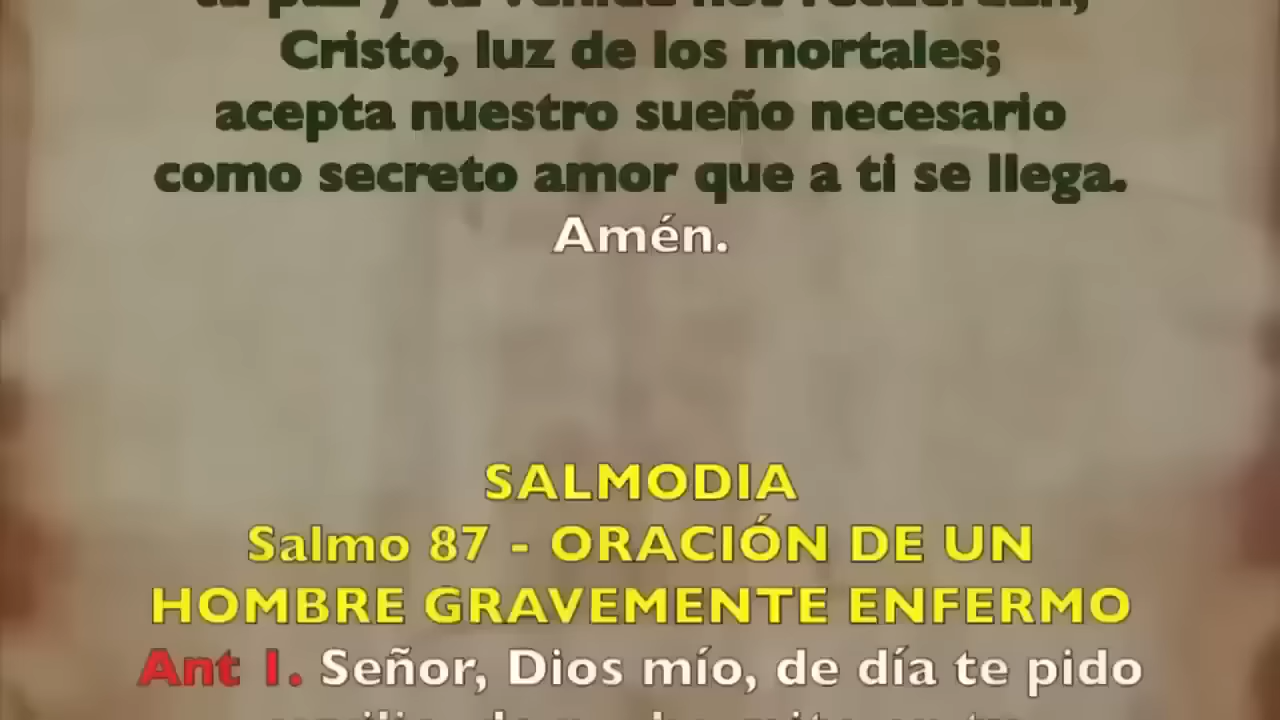 Cristo, luz de los mortales;
acepta nuestro sueño necesario
como secreto amor que a ti se llega.
Amén.
SALMODIA
Salmo 87 - ORACIÓN DE UN
HOMBRE GRAVEMENTE ENFERMO
Ant 1. Señor, Dios mío, de día te pido